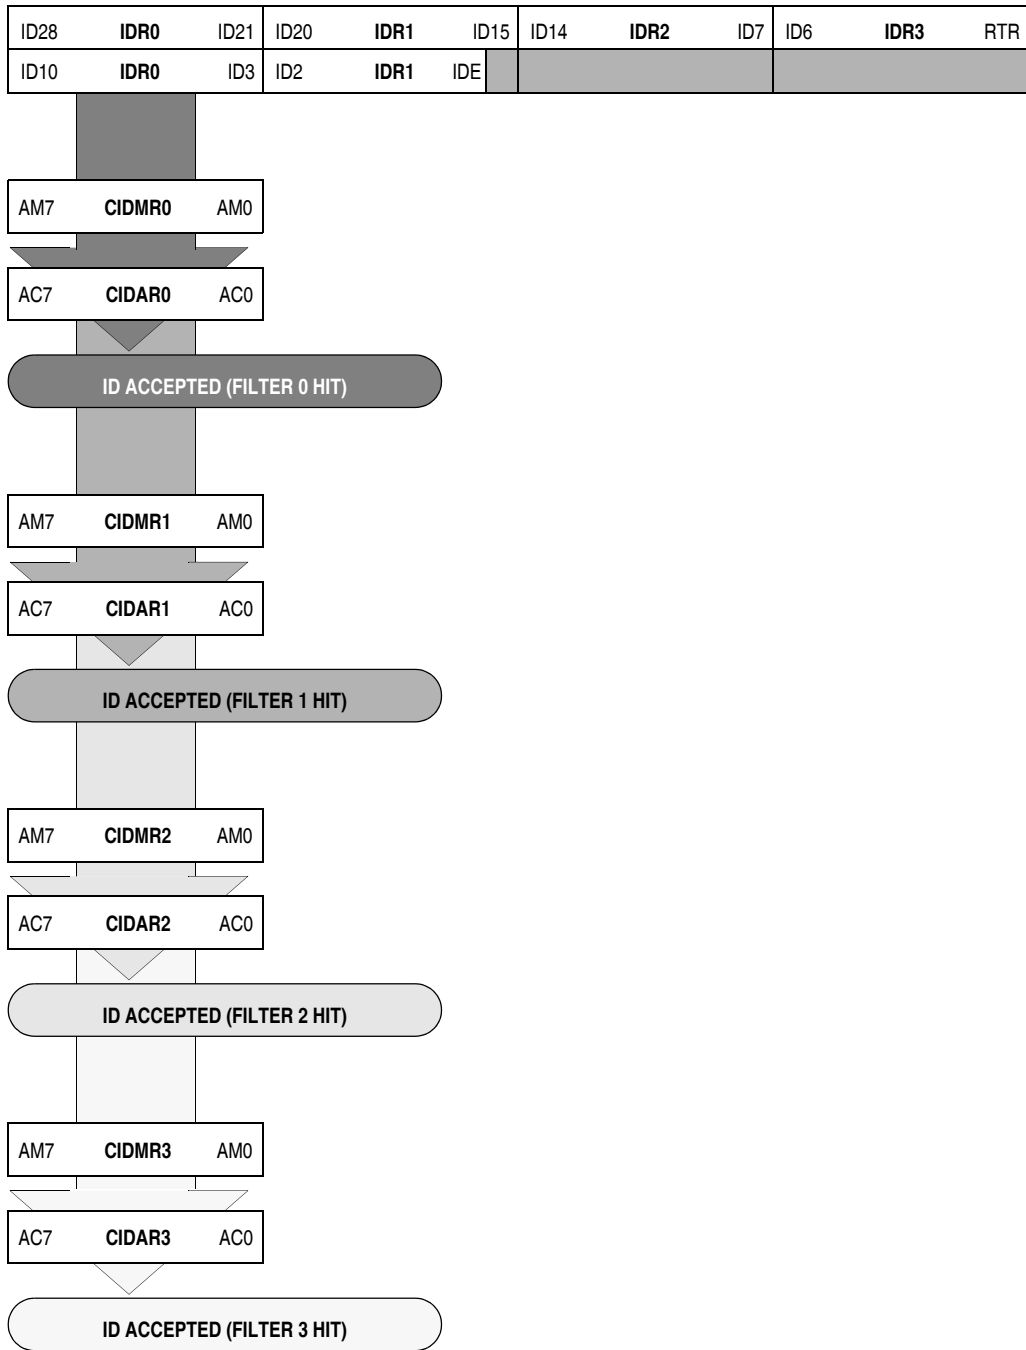 ID28 IDR0 ID21 ID20 IDR1 ID15 ID14 IDR2 ID7 ID6 IDR3 RTR
ID10 IDR0 ID3 ID2 IDR1 IDE
AM7 CIDMR0 AM0
AC7 CIDAR0 AC0
ID ACCEPTED (FILTER 0 HIT)
AM7 CIDMR1 AM0
AC7 CIDAR1 AC0
ID ACCEPTED (FILTER 1 HIT)
AM7 CIDMR2 AM0
AC7 CIDAR2 AC0
ID ACCEPTED (FILTER 2 HIT)
AM7 CIDMR3 AM0
AC7 CIDAR3 AC0
ID ACCEPTED (FILTER 3 HIT)